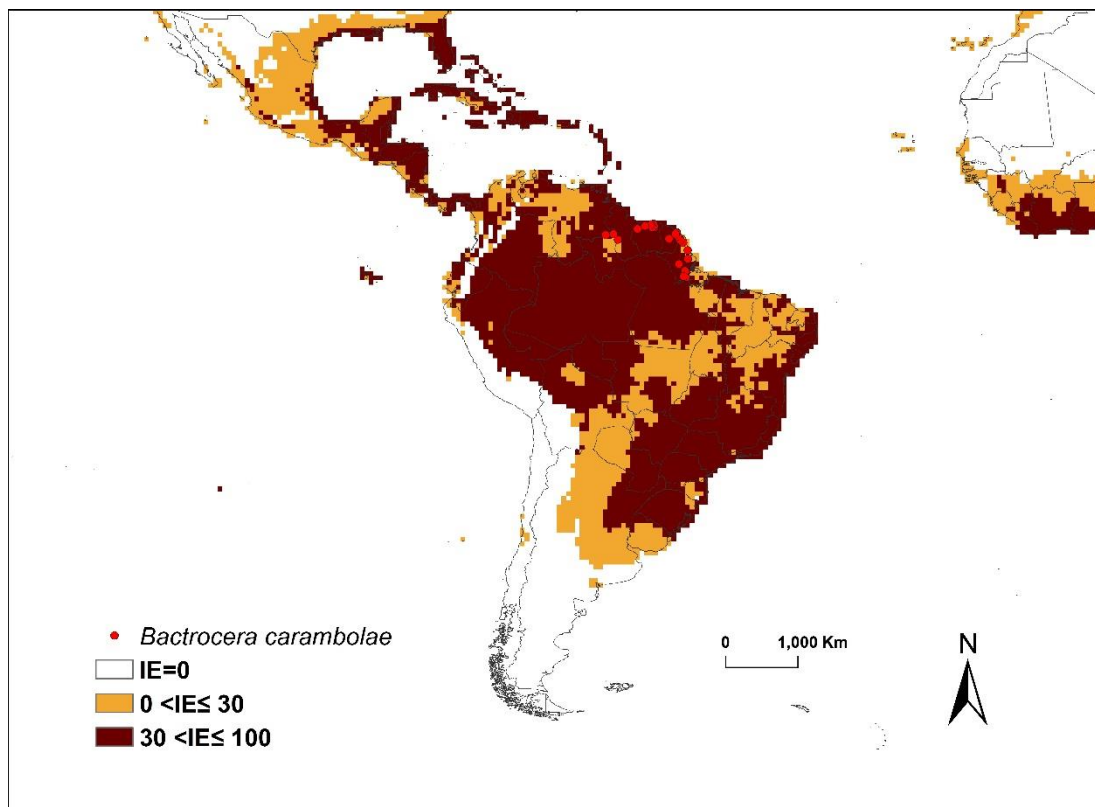 Bactrocera carambolae
IE=0
0 <IE≤ 30
30 <IE≤ 100
0 1,000 Km
N